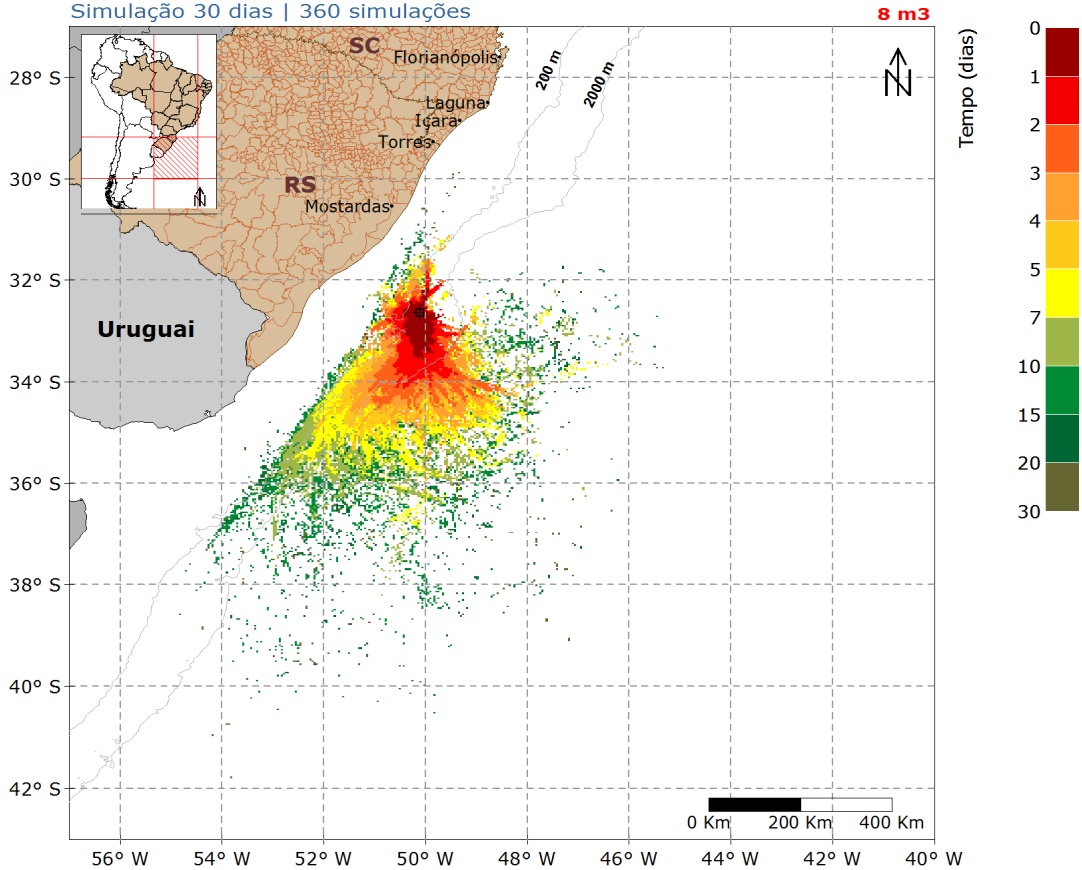 Simulação 30 dias | 360 simulações
8 m3
SC
Florianópolis
Laguna
Içara
Torres
RS
Mostardas
Uruguai
200 m
2000 m
N
N
28° S
30° S
32° S
34° S
36° S
38° S
40° S
42° S
56° W
54° W
52° W
50° W
48° W
46° W
44° W
42° W
40° W
0 Km
200 Km
400 Km
Tempo (dias)
0
1
2
3
4
5
7
10
15
20
30